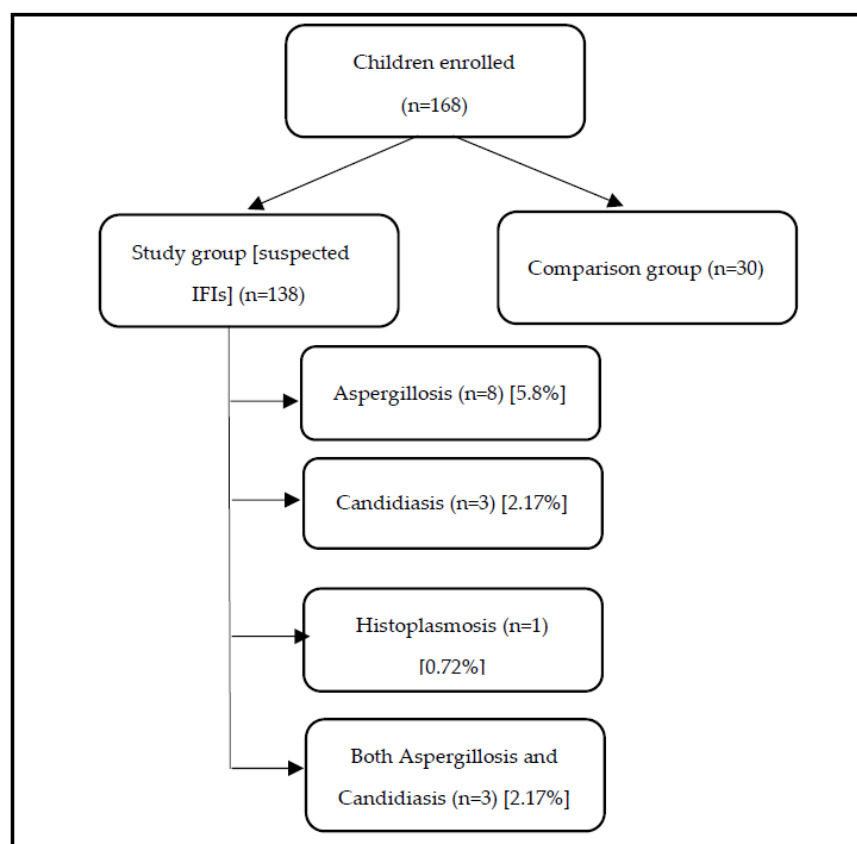 Children enrolled
(n=168)
Study group [suspected
IFIs] (n=138)
Comparison group (n=30)
Aspergillosis (n=8) [5.8%]
Candidiasis (n=3) [2.17%]
Histoplasmosis (n=1)
[0.72%]
Both Aspergillosis and
Candidiasis (n=3) [2.17%]